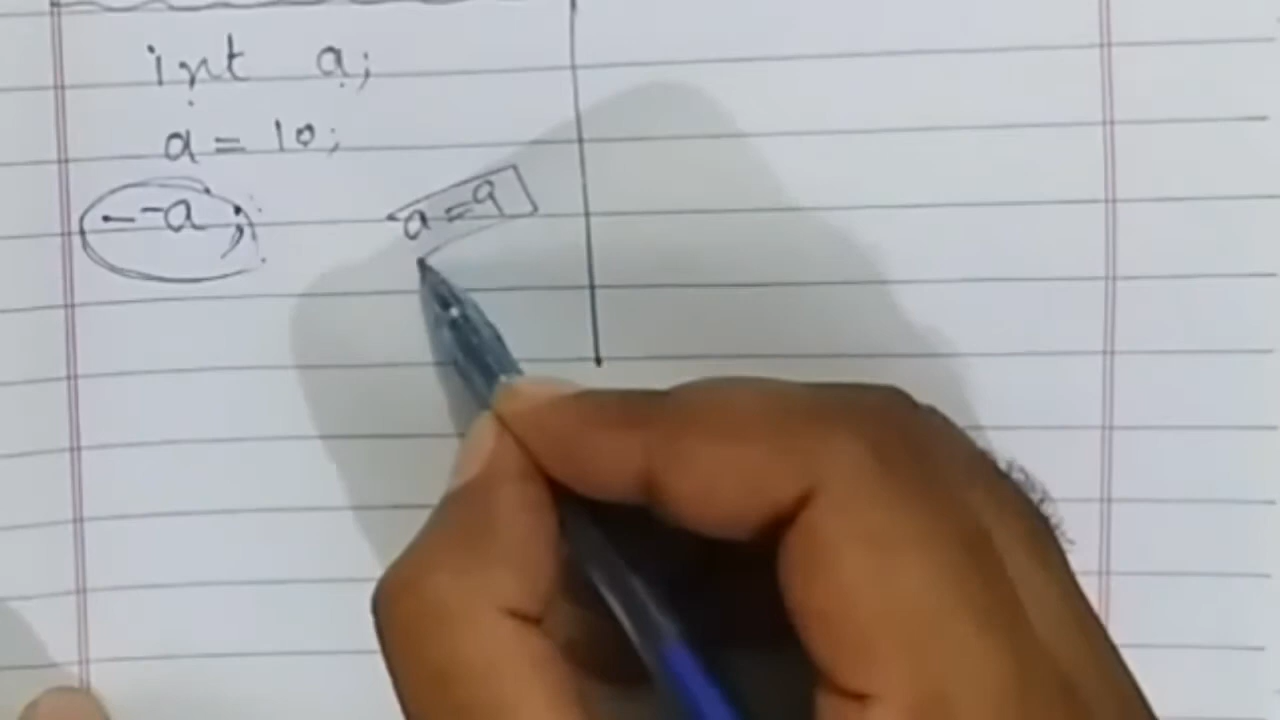 int a;
a = 10;
--a; a = 9